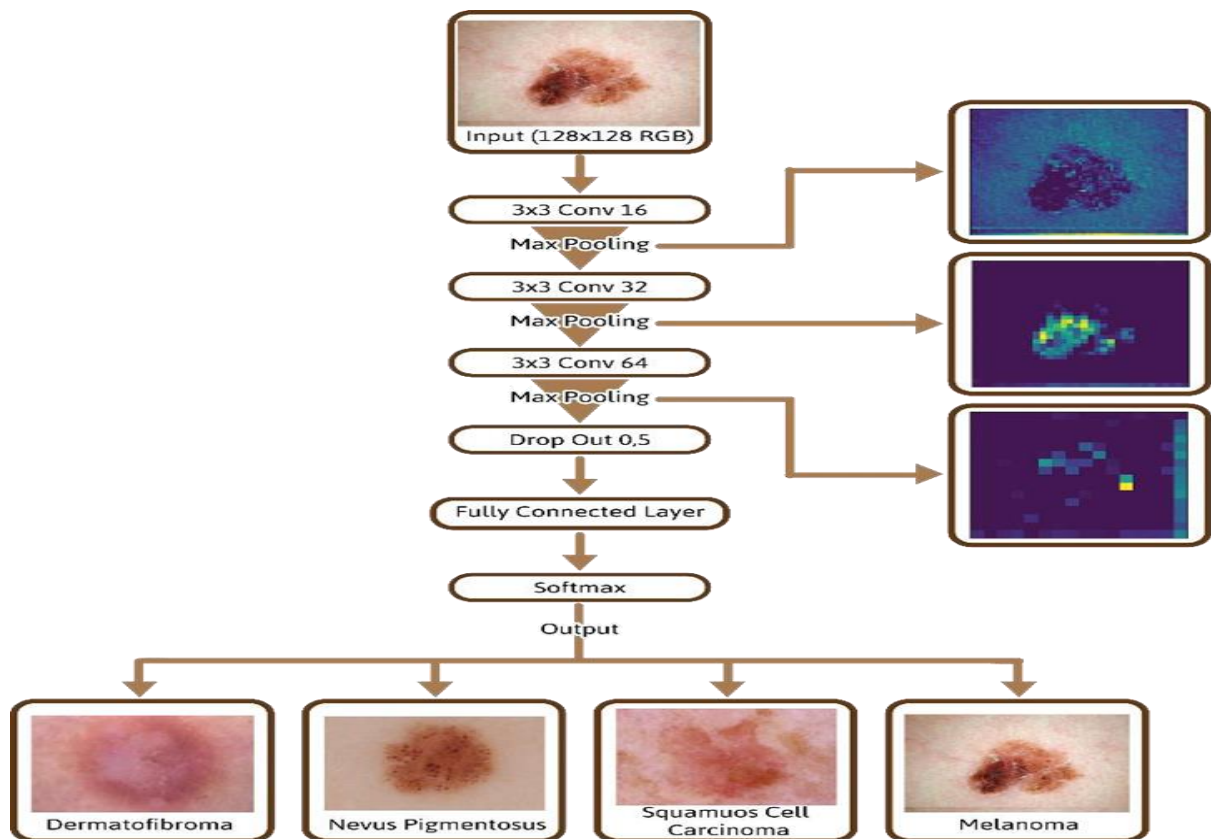 Input (128x128 RGB)
3x3 Conv 16
Max Pooling
3x3 Conv 32
Max Pooling
3x3 Conv 64
Max Pooling
Drop Out 0,5
Fully Connected Layer
Softmax
Output
Dermatofibroma
Nevus Pigmentosus
Squamuos Cell
Carcinoma
Melanoma